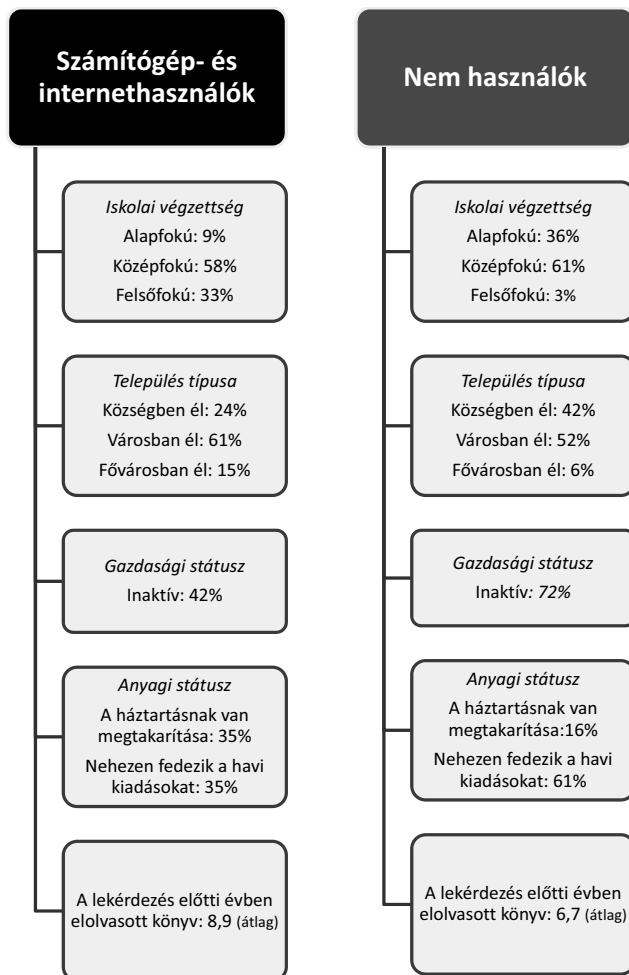 Számítógép- és
internethasználók
Iskolai végzettség
Alapfokú: 9%
Középfokú: 58%
Felsőfokú: 33%
Település típusa
Községben él: 24%
Városban él: 61%
Fővárosban él: 15%
Gazdasági státusz
Inaktív: 42%
Anyagi státusz
A háztartásnak van
megtakarítása: 35%
Nehezen fedezik a havi
kiadásokat: 35%
A lekérdezés előtti évben
elolvasott könyv: 8,9 (átlag)
Nem használók
Iskolai végzettség
Alapfokú: 36%
Középfokú: 61%
Felsőfokú: 3%
Település típusa
Községben él: 42%
Városban él: 52%
Fővárosban él: 6%
Gazdasági státusz
Inaktív: 72%
Anyagi státusz
A háztartásnak van
megtakarítása:16%
Nehezen fedezik a havi
kiadásokat: 61%
A lekérdezés előtti évben
elolvasott könyv: 6,7 (átlag)